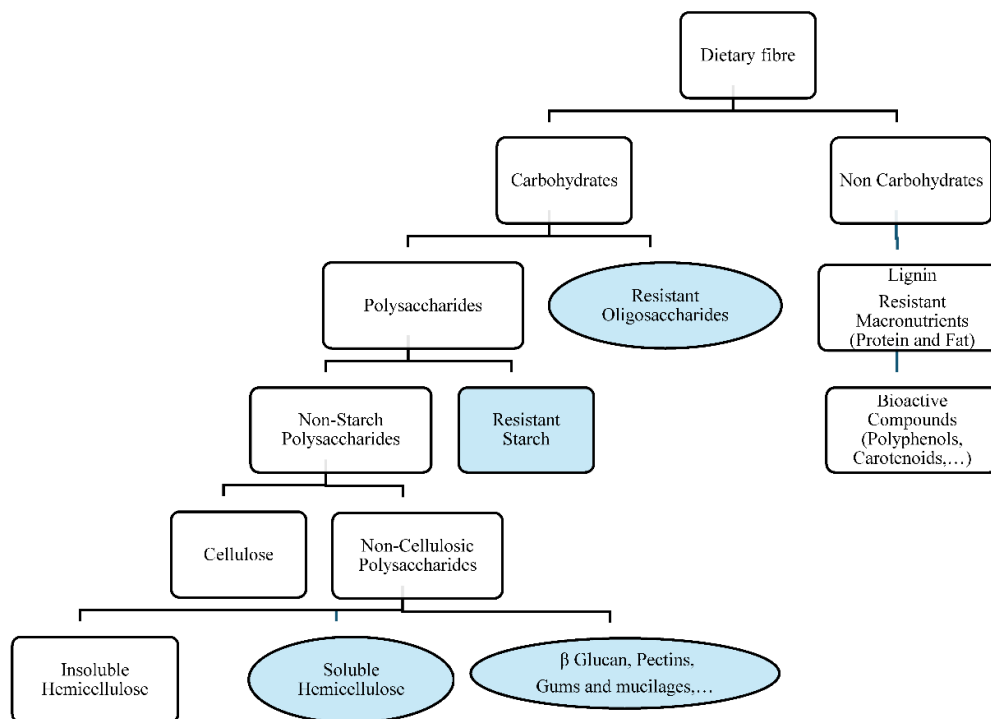 Dietary fibre
Carbohydrates
Non Carbohydrates
Polysaccharides
Resistant
Oligosaccharides
Lignin
Resistant
Macronutrients
(Protein and Fat)
Non-Starch
Polysaccharides
Resistant
Starch
Bioactive
Compounds
(Polyphenols,
Carotenoids,…)
Cellulose
Non-Cellulosic
Polysaccharides
Insoluble
Hemicellulose
Soluble
Hemicellulose
β Glucan, Pectins,
Gums and mucilages,…